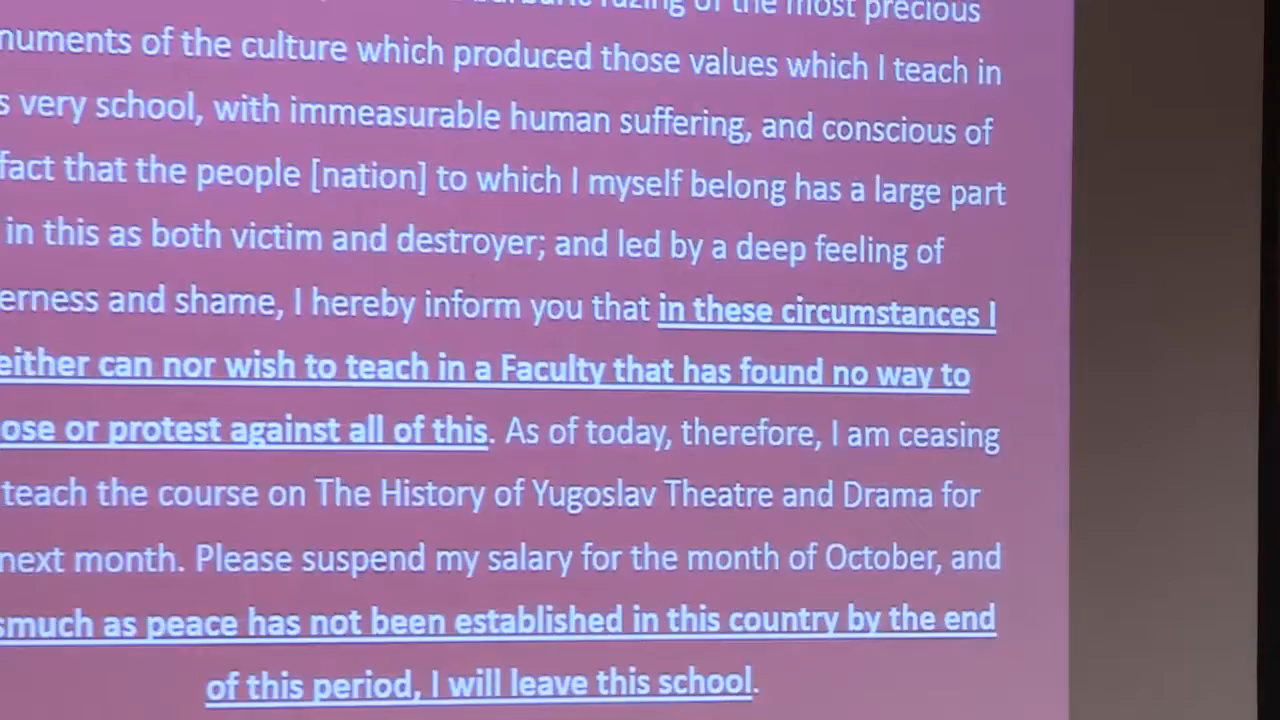 of the most precious
numents of the culture which produced those values which I teach in
s very school, with immeasurable human suffering, and conscious of
fact that the people [nation] to which I myself belong has a large part
in this as both victim and destroyer; and led by a deep feeling of
erness and shame, I hereby inform you that in these circumstances I
either can nor wish to teach in a Faculty that has found no way to
ose or protest against all of this. As of today, therefore, I am ceasing
teach the course on The History of Yugoslav Theatre and Drama for
next month. Please suspend my salary for the month of October, and
smuch as peace has not been established in this country by the end
of this period, I will leave this school.